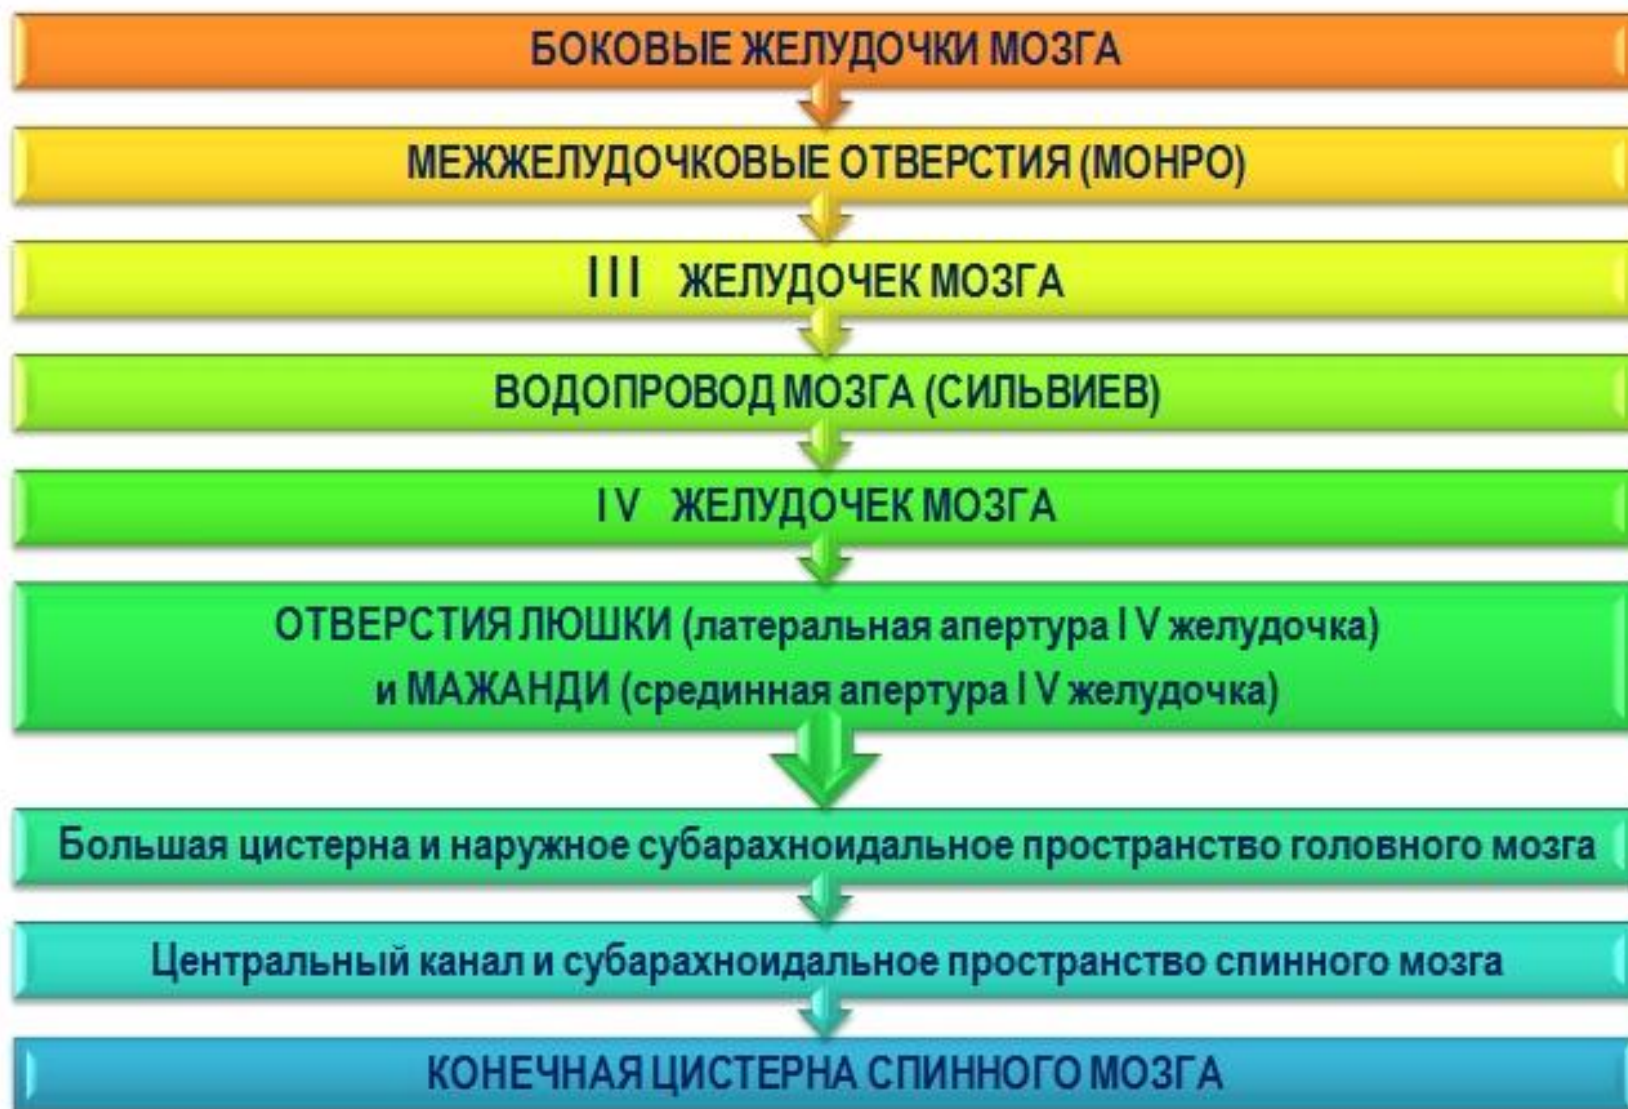 БОКОВЫЕ ЖЕЛУДОЧКИ МОЗГА
МЕЖЖЕЛУДОЧКОВЫЕ ОТВЕРСТИЯ (МОНРО)
III ЖЕЛУДОЧЕК МОЗГА
ВОДОПРОВОД МОЗГА (СИЛЬВИЕВ)
IV ЖЕЛУДОЧЕК МОЗГА
ОТВЕРСТИЯ ЛЮШКИ (латеральная апертура IV желудочка)
и МАЖАНДИ (срединная апертура IV желудочка)
Большая цистерна и наружное субарахноидальное пространство головного мозга
Центральный канал и субарахноидальное пространство спинного мозга
КОНЕЧНАЯ ЦИСТЕРНА СПИННОГО МОЗГА